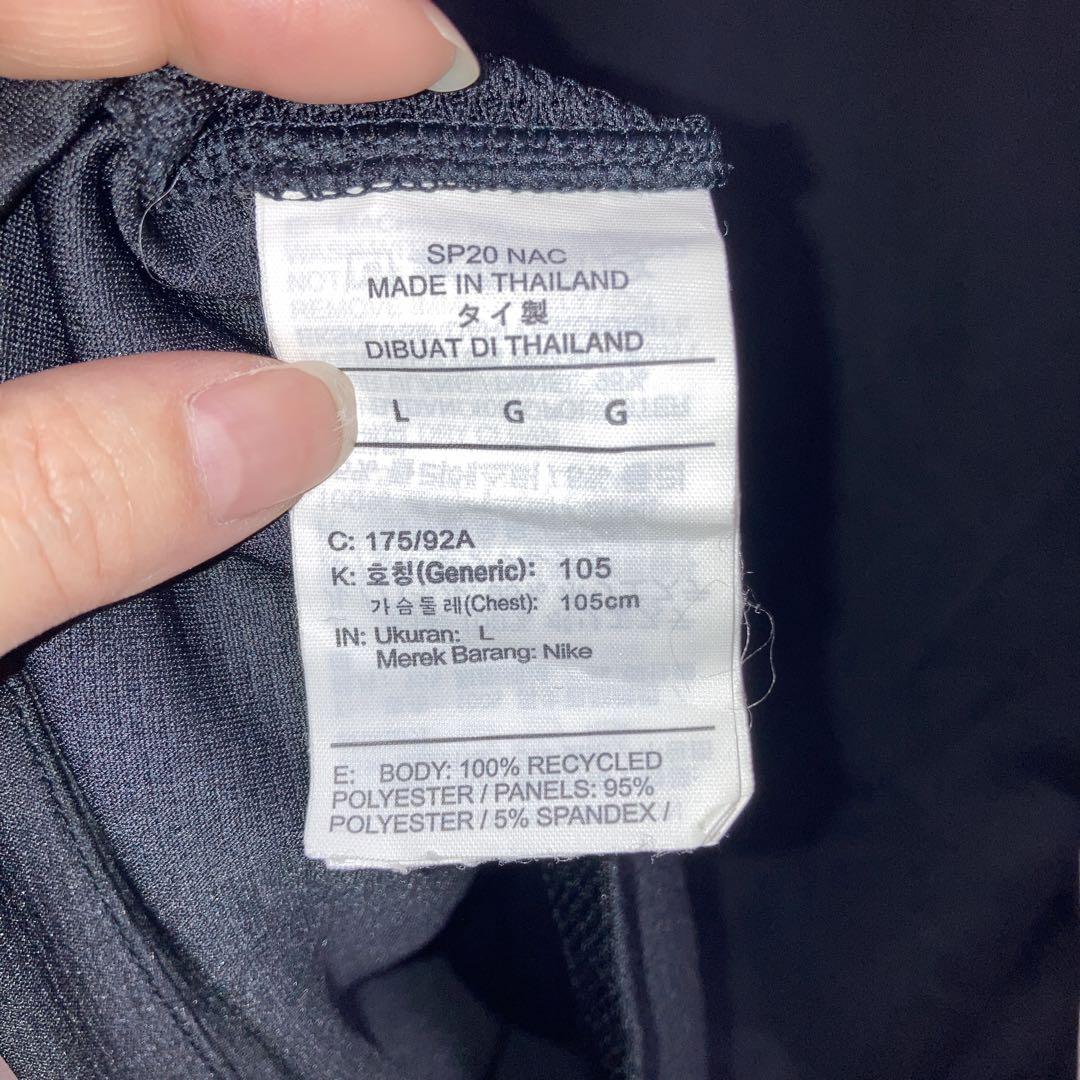 SP20 NAC
MADE IN THAILAND
タイ製
DIBUAT DI THAILAND
L G G
C: 175/92A
K: 호칭(Generic): 105
가슴둘레(Chest): 105cm
IN: Ukuran: L
Merek Barang: Nike
E: BODY: 100% RECYCLED
POLYESTER / PANELS: 95%
POLYESTER / 5% SPANDEX /